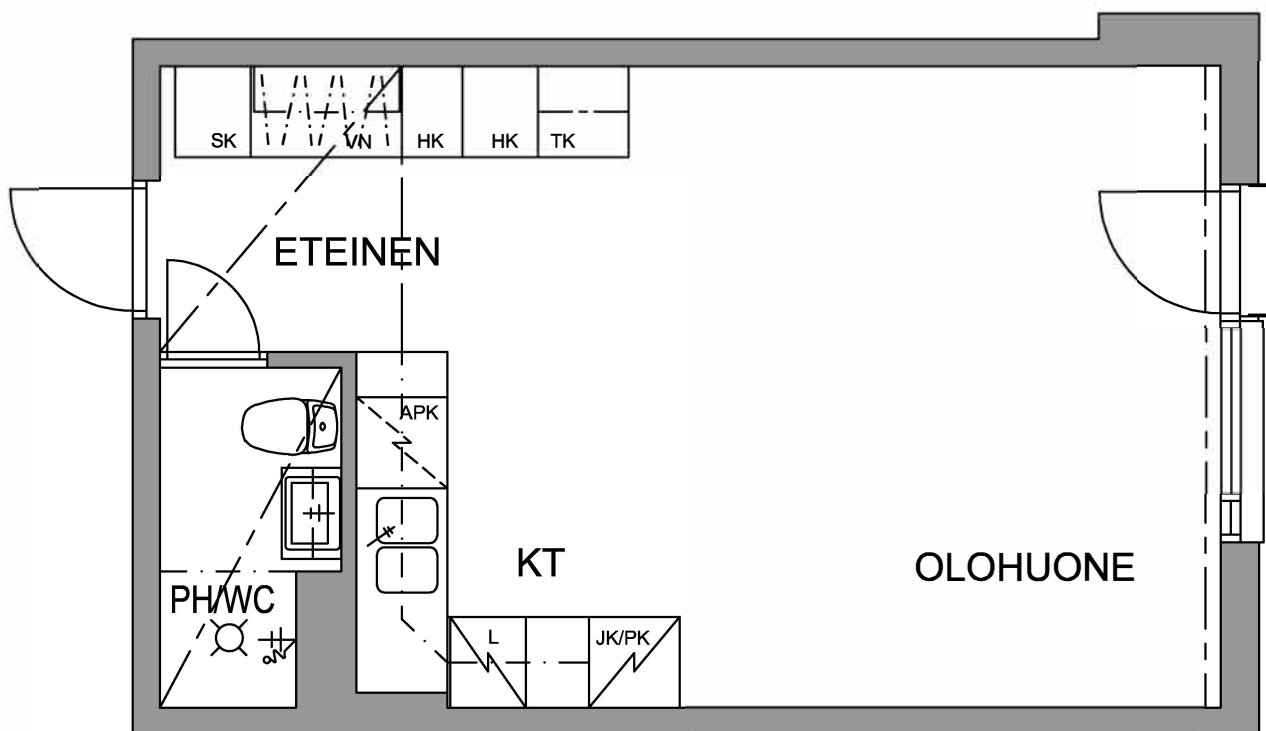 SK VN HK HK TK
ETEINEN
APK
KT
OLOHUONE
PH/WC
L
JK/PK